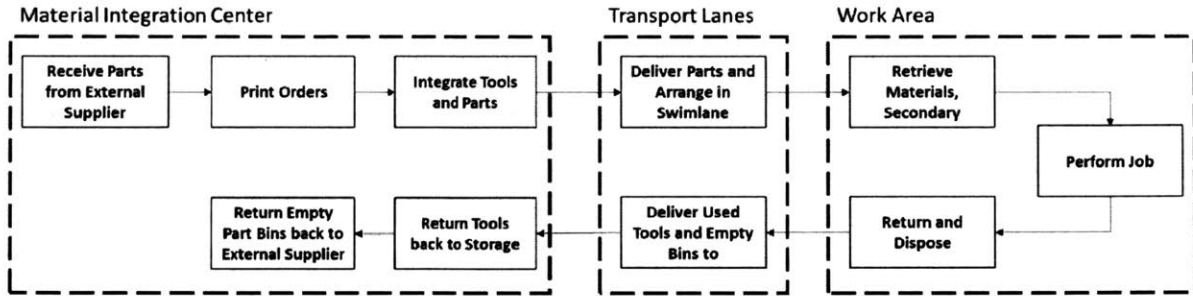 Material Integration Center
Transport Lanes
Work Area
Receive Parts
from External
Supplier
Print Orders
Integrate Tools
and Parts
Deliver Parts and
Arrange in
Swimlane
Retrieve
Materials,
Secondary
Perform Job
Return and
Dispose
Deliver Used
Tools and Empty
Bins to
Return Tools
back to Storage
Return Empty
Part Bins back to
External Supplier